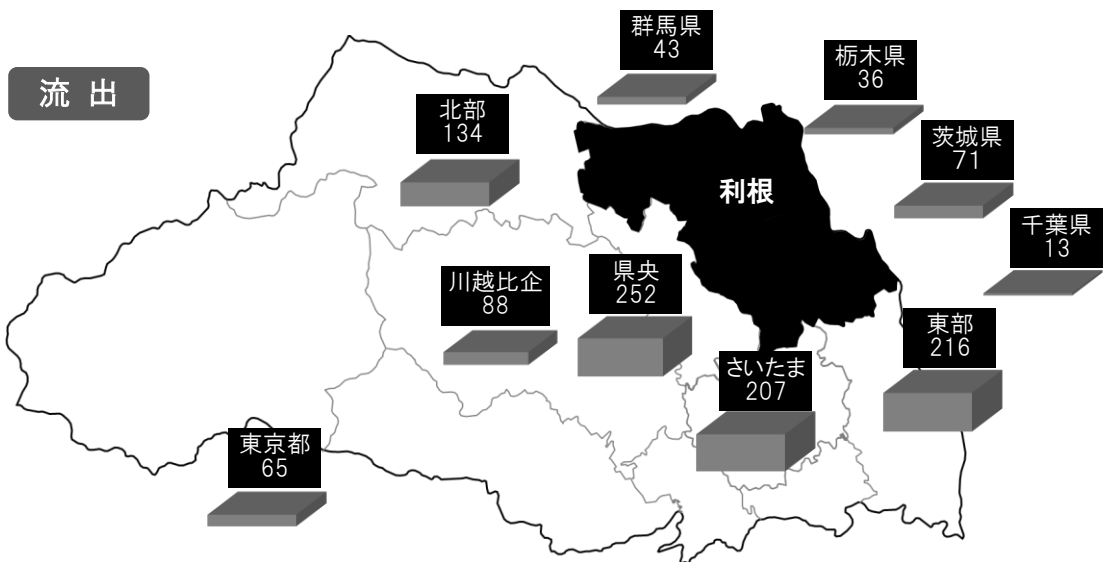 流出
群馬県
43
栃木県
36
北部
134
茨城県
71
利根
千葉県
13
川越比企
88
県央
252
東部
216
さいたま
207
東京都
65